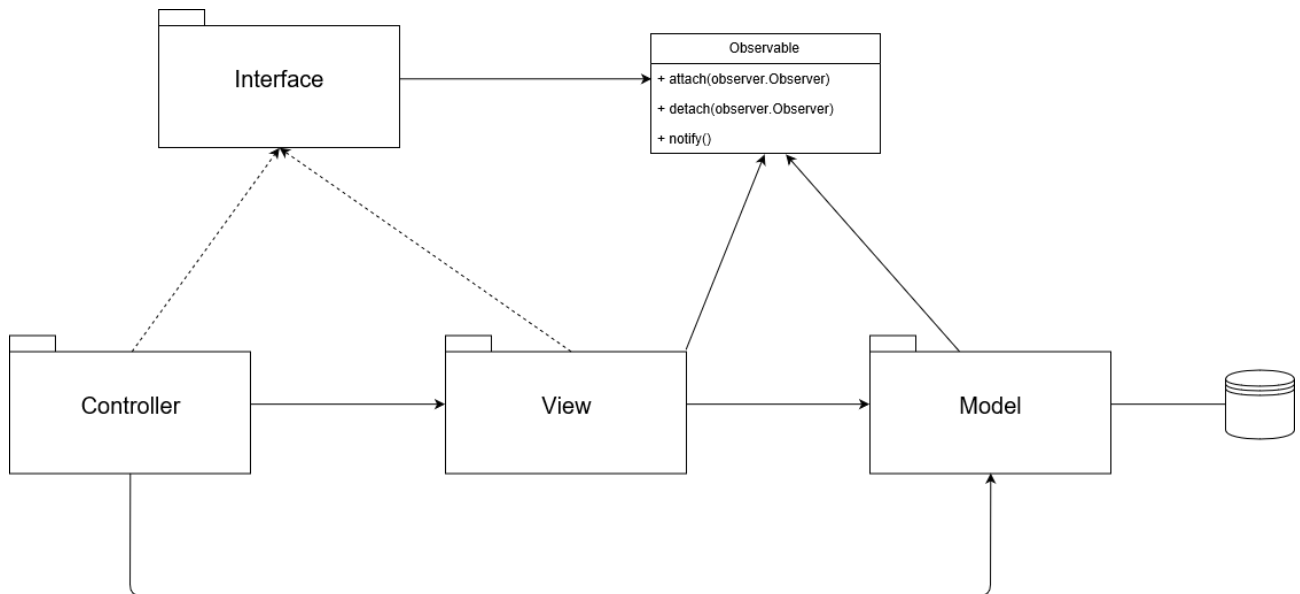 Interface
Observable
+ attach(observer.Observer)
+ detach(observer.Observer)
+ notify()
Controller
View
Model